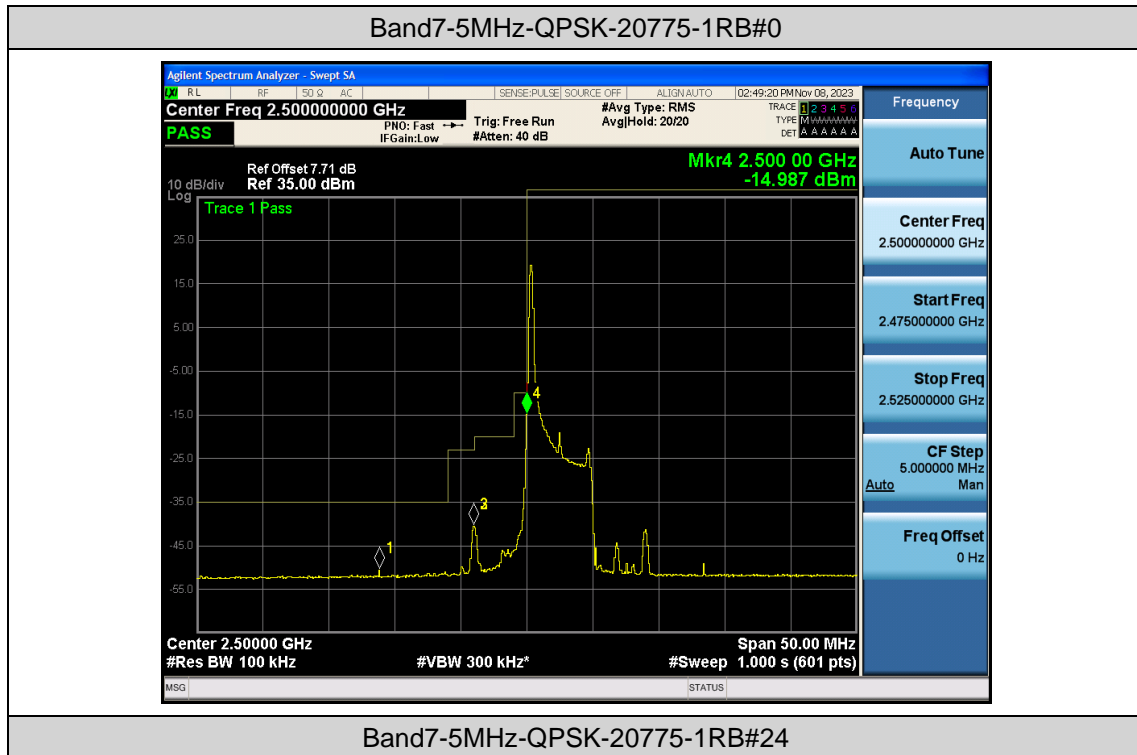 Band7-5MHz-QPSK-20775-1RB#0
Agilent Spectrum Analyzer - Swept SA
LXI RL RF 50 Ω AC SENSE:PULSE SOURCE OFF ALIGN AUTO 02:49:20 PM Nov 08, 2023
Center Freq 2.500000000 GHz #Avg Type: RMS TRACE 1 2 3 4 5 6
PASS PNO: Fast Trig: Free Run Avg|Hold: 20/20 TYPE M WWWWW
IFGain:Low #Atten: 40 dB DET A A A A A A
Frequency
Mkr4 2.500 00 GHz
-14.987 dBm
Ref Offset 7.71 dB
10 dB/div Ref 35.00 dBm
Log
Trace 1 Pass
25.0
15.0
5.00
-5.00
-15.0
-25.0
-35.0
-45.0
-55.0
1
4
Center 2.50000 GHz Span 50.00 MHz
#Res BW 100 kHz #VBW 300 kHz* #Sweep 1.000 s (601 pts)
MSG STATUS
Auto Tune
Center Freq
2.500000000 GHz
Start Freq
2.475000000 GHz
Stop Freq
2.525000000 GHz
CF Step
5.000000 MHz
Auto Man
Freq Offset
0 Hz
Band7-5MHz-QPSK-20775-1RB#24